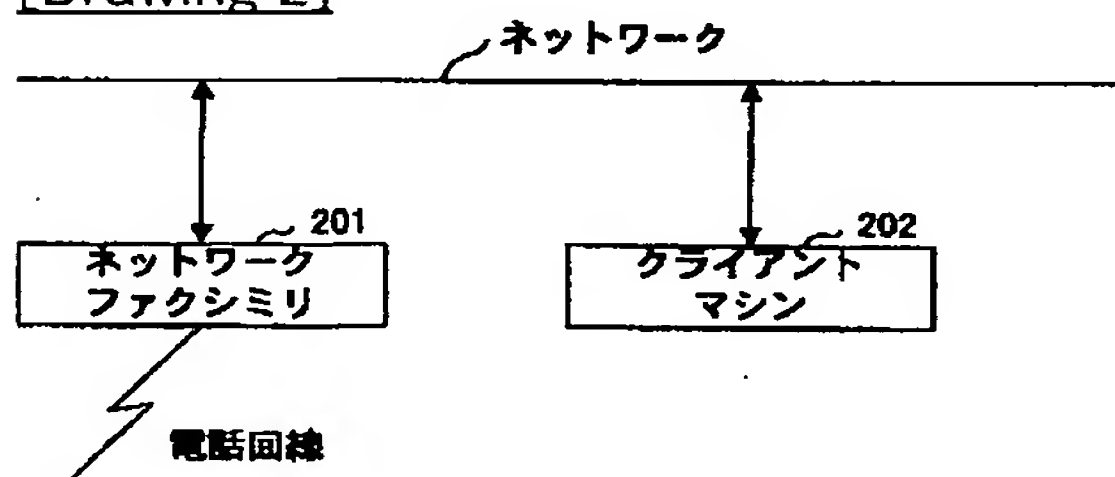 [Drawing 2]
ネットワーク
201
ネットワーク
ファクシミリ
202
クライアント
マシン
電話回線